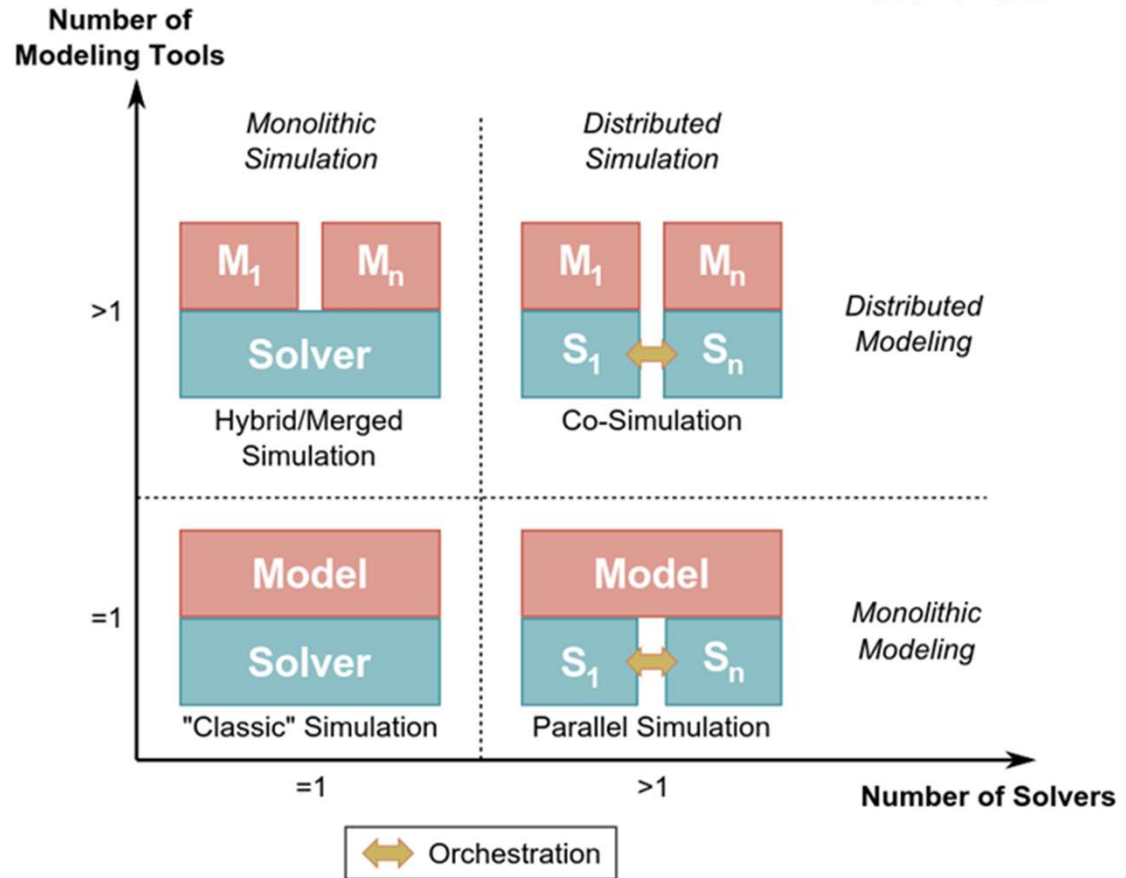 Number of
Modeling Tools
Monolithic
Simulation
Distributed
Simulation
M1
Mn
M1
Mn
>1
Solver
S1
Sn
Distributed
Modeling
Hybrid/Merged
Simulation
Co-Simulation
Model
Model
=1
Solver
S1
Sn
Monolithic
Modeling
"Classic" Simulation
Parallel Simulation
=1
>1
Number of Solvers
Orchestration